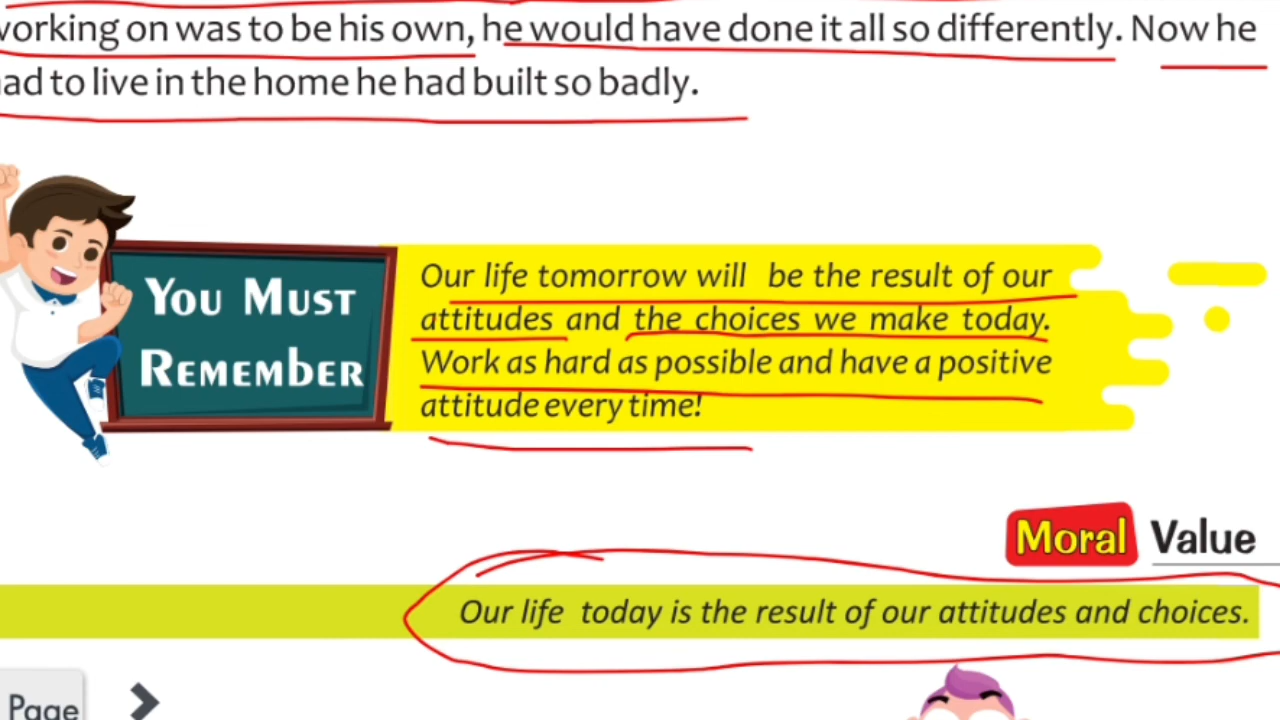 working on was to be his own, he would have done it all so differently. Now he
had to live in the home he had built so badly.
You Must
Remember
Our life tomorrow will be the result of our
attitudes and the choices we make today.
Work as hard as possible and have a positive
attitude every time!
Moral Value
Our life today is the result of our attitudes and choices.
Page